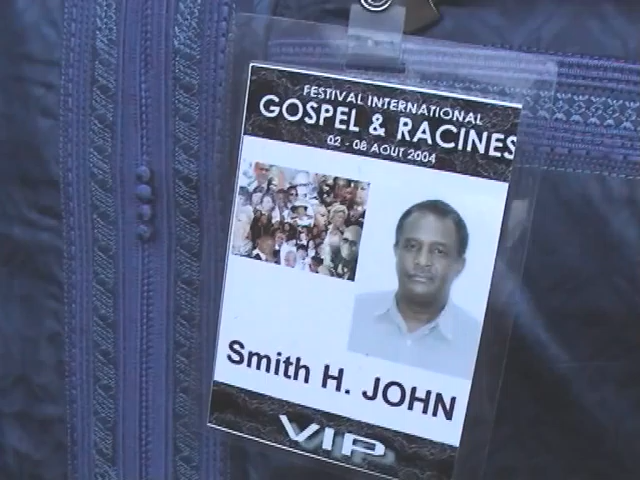 FESTIVAL INTERNATIONAL
GOSPEL & RACINES
02 - 08 AOUT 2004
Smith H. JOHN
VIP